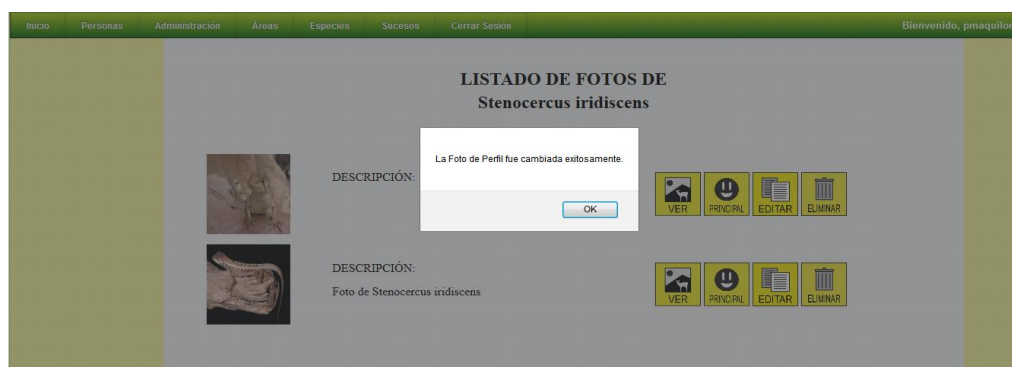 Inicio Personas Administración Áreas Especies Sucesos Cerrar Sesión Bienvenido, pmaquilon
LISTADO DE FOTOS DE
Stenocercus iridiscens
La Foto de Perfil fue cambiada exitosamente.
OK
DESCRIPCIÓN:
VER PRINCIPAL EDITAR ELIMINAR
DESCRIPCIÓN:
Foto de Stenocercus iridiscens
VER PRINCIPAL EDITAR ELIMINAR